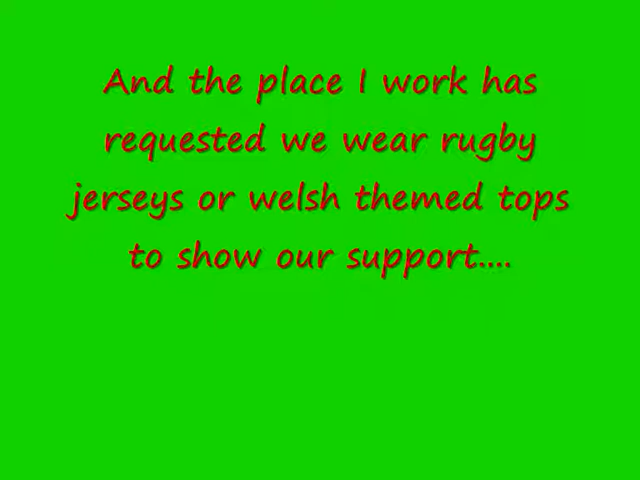 And the place I work has
requested we wear rugby
jerseys or welsh themed tops
to show our support....